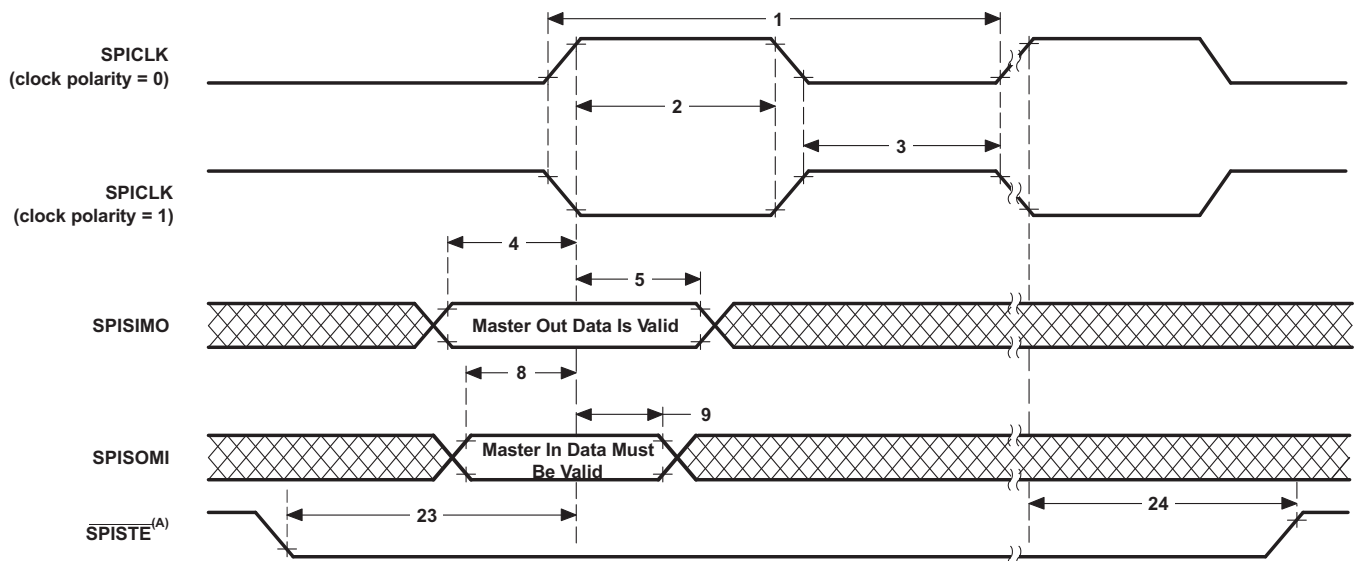 1
SPICLK
(clock polarity = 0)
2
3
SPICLK
(clock polarity = 1)
4
5
SPISIMO
Master Out Data Is Valid
8
9
SPISOMI
Master In Data Must
Be Valid
23
24
SPISTE(A)